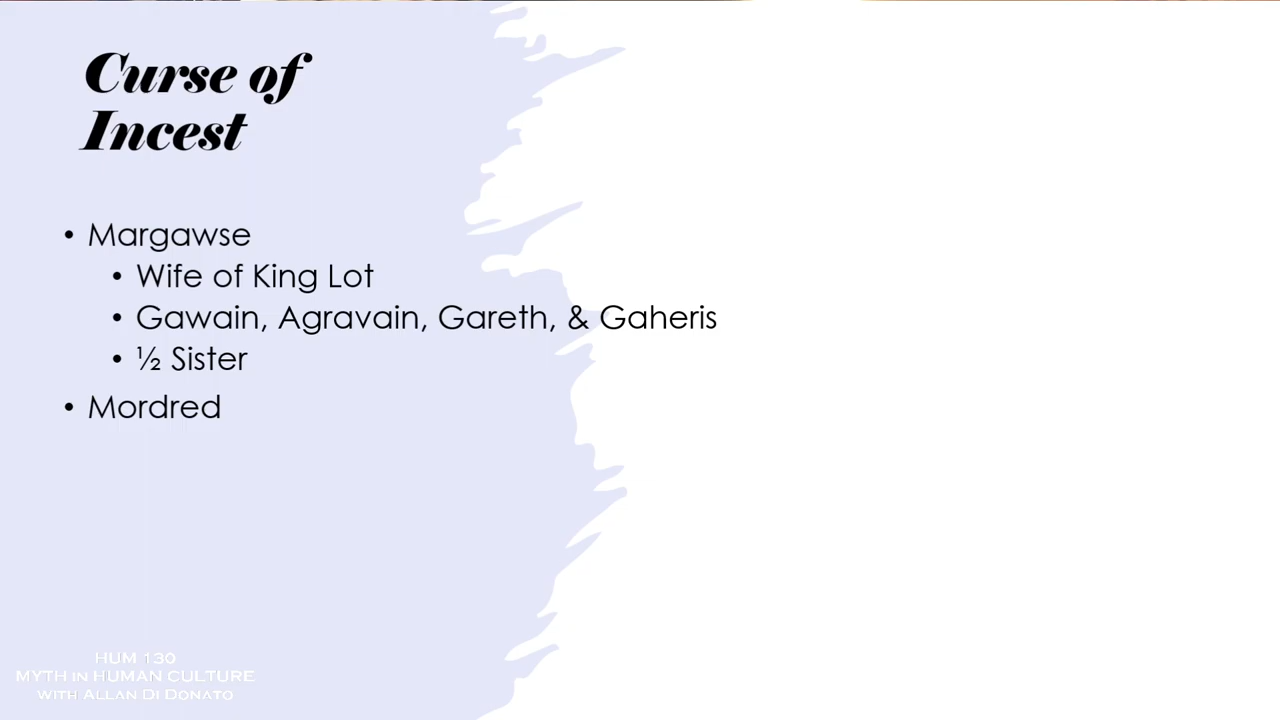 Curse of
Incest
• Margawse
• Wife of King Lot
• Gawain, Agravain, Gareth, & Gaheris
• ½ Sister
• Mordred
HUM 130
MYTH IN HUMAN CULTURE
WITH ALLAN DI DONATO